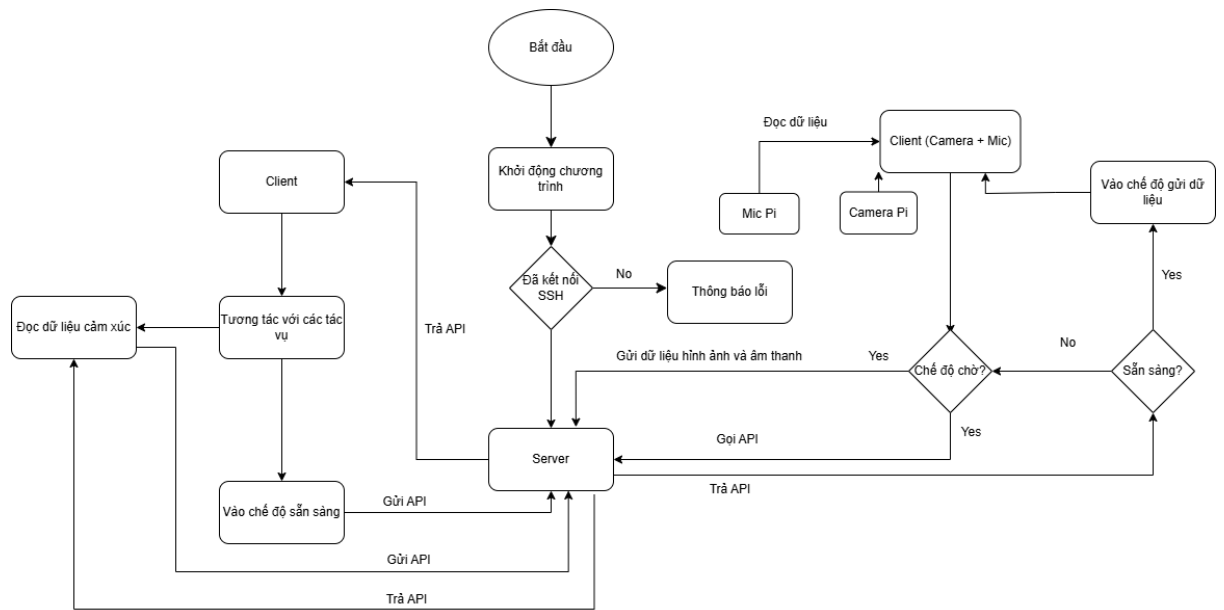 Bắt đầu
Đọc dữ liệu
Client (Camera + Mic)
Khởi động chương
trình
Client
Vào chế độ gửi dữ
liệu
Mic Pi
Camera Pi
Đã kết nối
SSH
No
Thông báo lỗi
Yes
Đọc dữ liệu cảm xúc
Tương tác với các tác
vụ
Trả API
Gửi dữ liệu hình ảnh và âm thanh
Yes
Chế độ chờ?
No
Sẵn sàng?
Yes
Gọi API
Server
Trả API
Vào chế độ sẵn sàng
Gửi API
Gửi API
Trả API